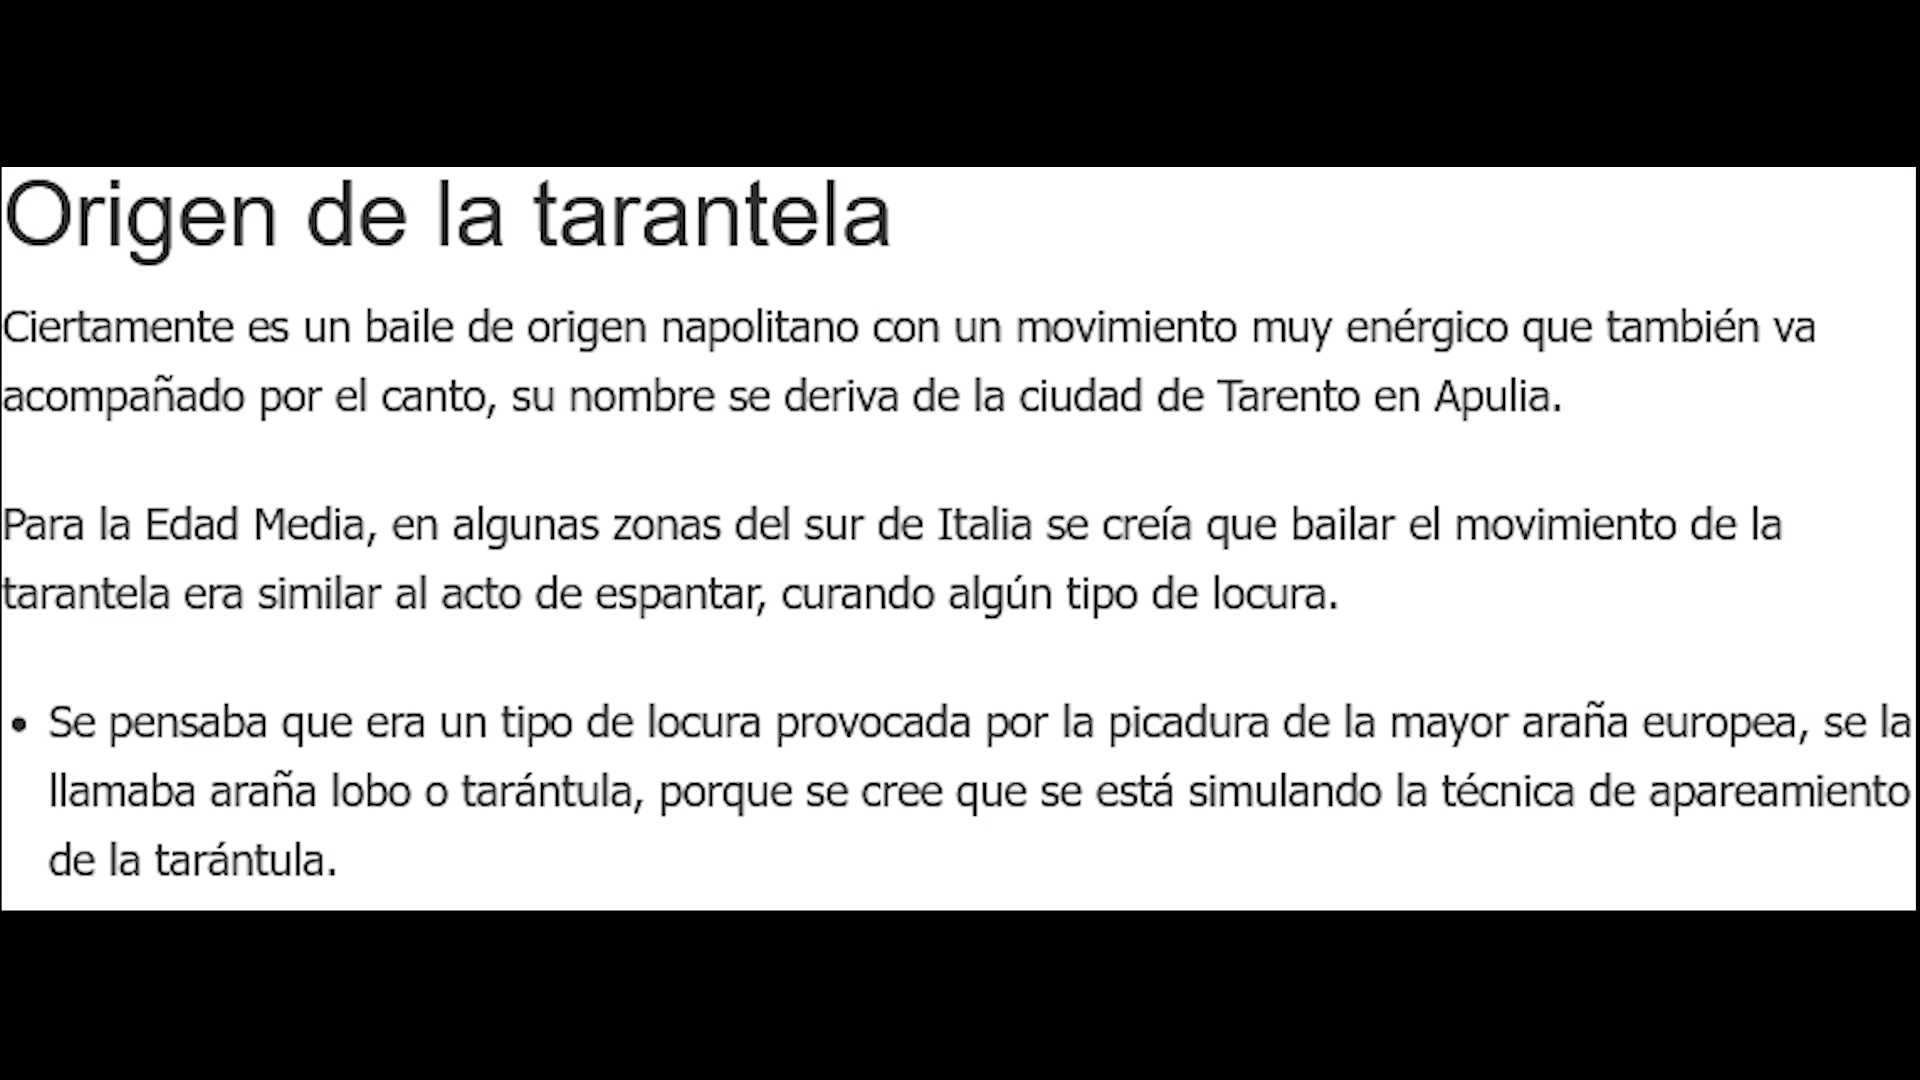 Origen de la tarantela
Ciertamente es un baile de origen napolitano con un movimiento muy enérgico que también va
acompañado por el canto, su nombre se deriva de la ciudad de Tarento en Apulia.
Para la Edad Media, en algunas zonas del sur de Italia se creía que bailar el movimiento de la
tarantela era similar al acto de espantar, curando algún tipo de locura.
• Se pensaba que era un tipo de locura provocada por la picadura de la mayor araña europea, se la
llamaba araña lobo o tarántula, porque se cree que se está simulando la técnica de apareamiento
de la tarántula.